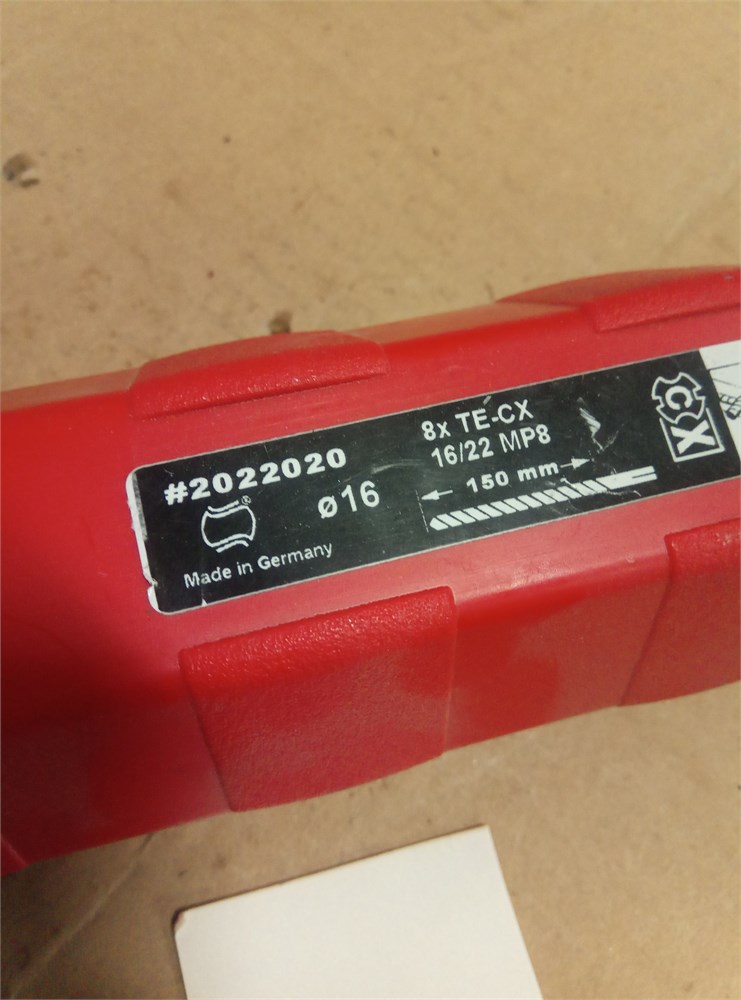 #2022020
®
Made in Germany
ø16
8x TE-CX
16/22 MP8
150 mm
CX